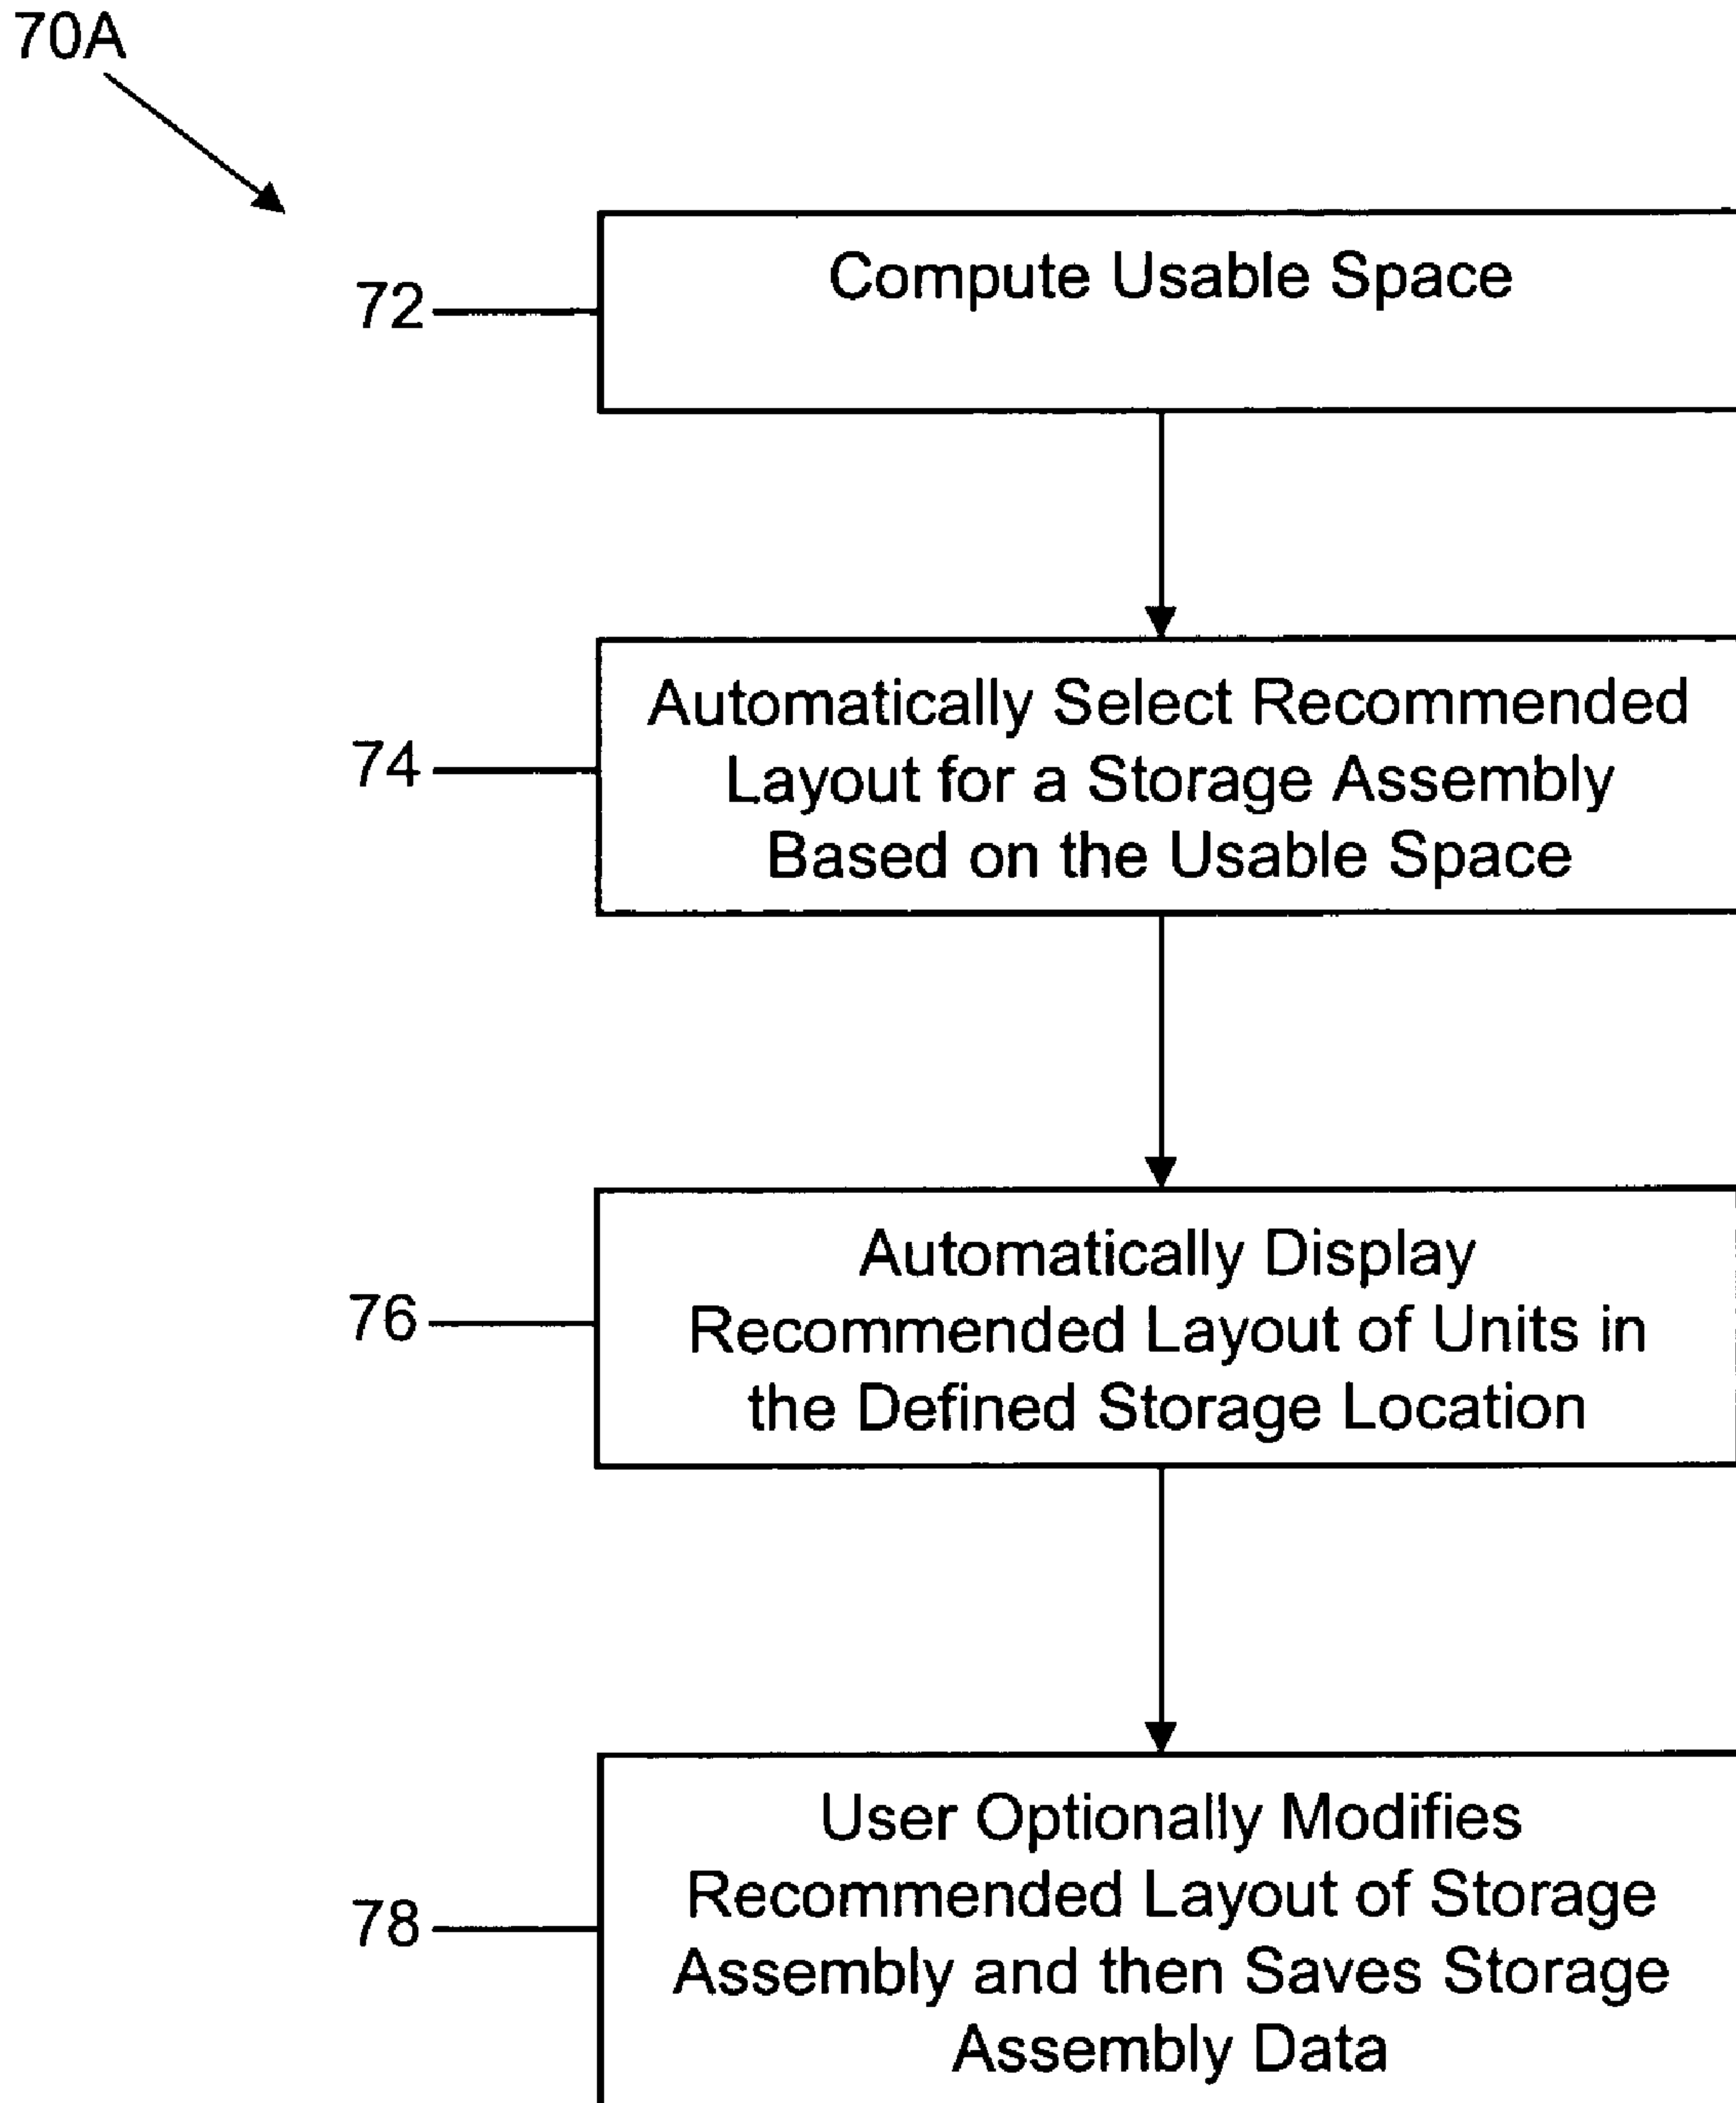 70A
72
Compute Usable Space
74
Automatically Select Recommended
Layout for a Storage Assembly
Based on the Usable Space
76
Automatically Display
Recommended Layout of Units in
the Defined Storage Location
78
User Optionally Modifies
Recommended Layout of Storage
Assembly and then Saves Storage
Assembly Data